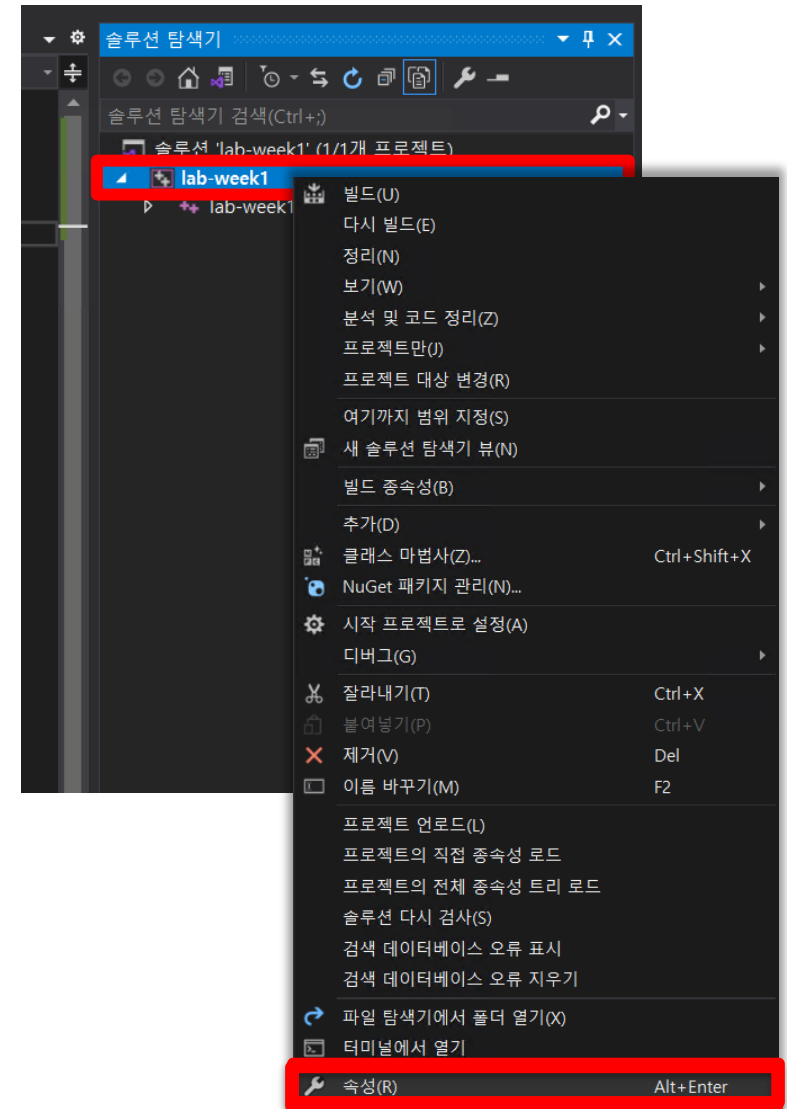 솔루션 탐색기
솔루션 탐색기 검색(Ctrl+;)
솔루션 'lab-week1' (1/1개 프로젝트)
lab-week1
lab-week1
빌드(U)
다시 빌드(E)
정리(N)
보기(W)
분석 및 코드 정리(Z)
프로젝트만(J)
프로젝트 대상 변경(R)
여기까지 범위 지정(S)
새 솔루션 탐색기 뷰(N)
빌드 종속성(B)
추가(D)
클래스 마법사(Z)... Ctrl+Shift+X
NuGet 패키지 관리(N)...
시작 프로젝트로 설정(A)
디버그(G)
잘라내기(T) Ctrl+X
붙여넣기(P) Ctrl+V
제거(V) Del
이름 바꾸기(M) F2
프로젝트 언로드(L)
프로젝트의 직접 종속성 로드
프로젝트의 전체 종속성 트리 로드
솔루션 다시 검사(S)
검색 데이터베이스 오류 표시
검색 데이터베이스 오류 지우기
파일 탐색기에서 폴더 열기(X)
터미널에서 열기
속성(R) Alt+Enter